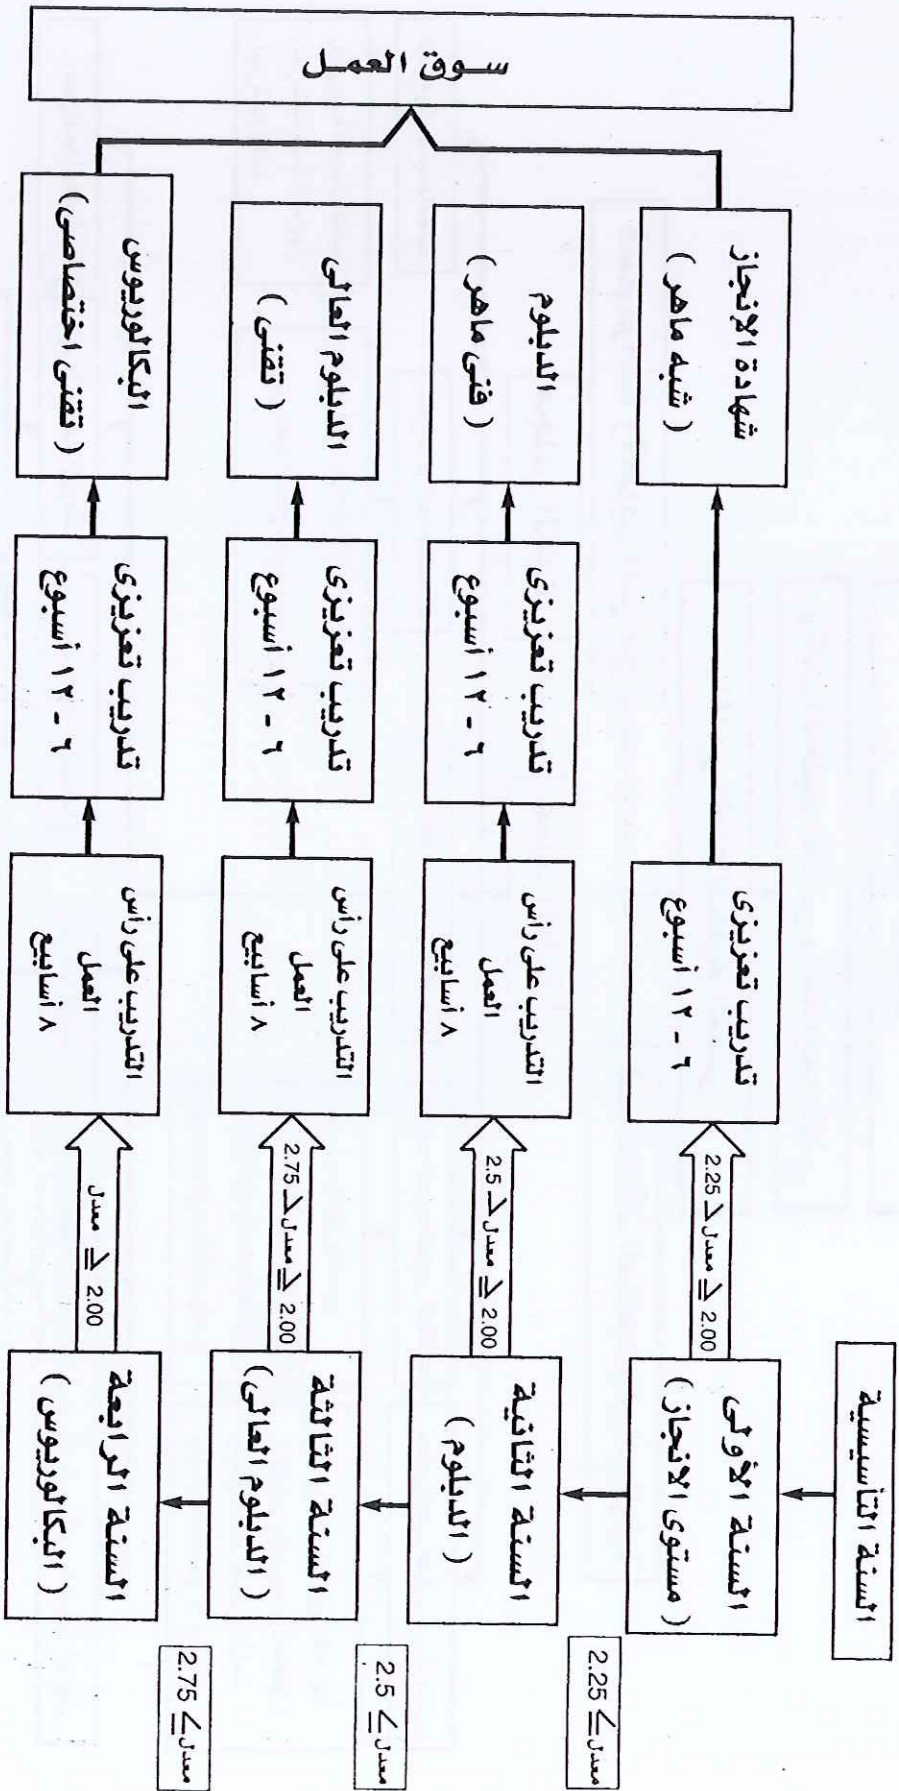 السنة التأسيسية
السنة الأولى
( مستوى الانجاز )
2.25 > معدل ≥ 2.00
تدريب تعزيزى
٦ - ١٢ أسبوع
شهادة الإنجاز
( شبه ماهر )
معدل ≥ 2.25
السنة الثانية
( الدبلوم )
2.5 > معدل ≥ 2.00
التدريب على رأس
العمل
٨ أسابيع
تدريب تعزيزى
٦ - ١٢ أسبوع
الدبلوم
( فنى ماهر )
معدل ≥ 2.5
السنة الثالثة
( الدبلوم العالى )
2.75 > معدل ≥ 2.00
التدريب على رأس
العمل
٨ أسابيع
تدريب تعزيزى
٦ - ١٢ أسبوع
الدبلوم العالى
( تقنى )
معدل ≥ 2.75
السنة الرابعة
( البكالوريوس )
معدل ≥ 2.00
التدريب على رأس
العمل
٨ أسابيع
تدريب تعزيزى
٦ - ١٢ أسبوع
البكالوريوس
( تقنى اختصاصى )
سوق العمل